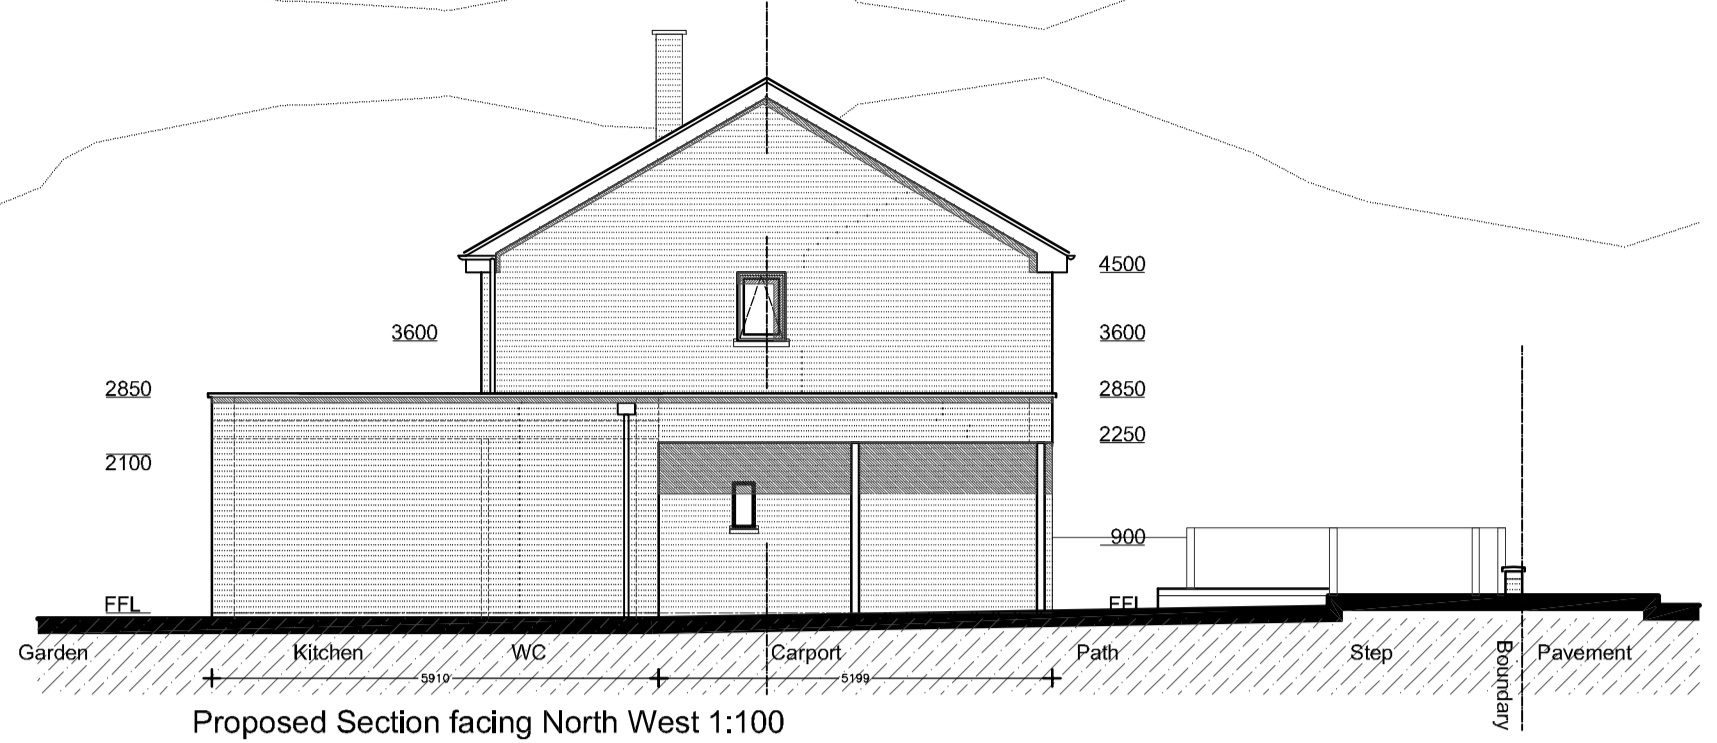 4500
3600 3600
2850 2850
2250
2100
900
FFL FFL
Garden Kitchen WC Carport Path Step Boundary Pavement
5910 5199
Proposed Section facing North West 1:100